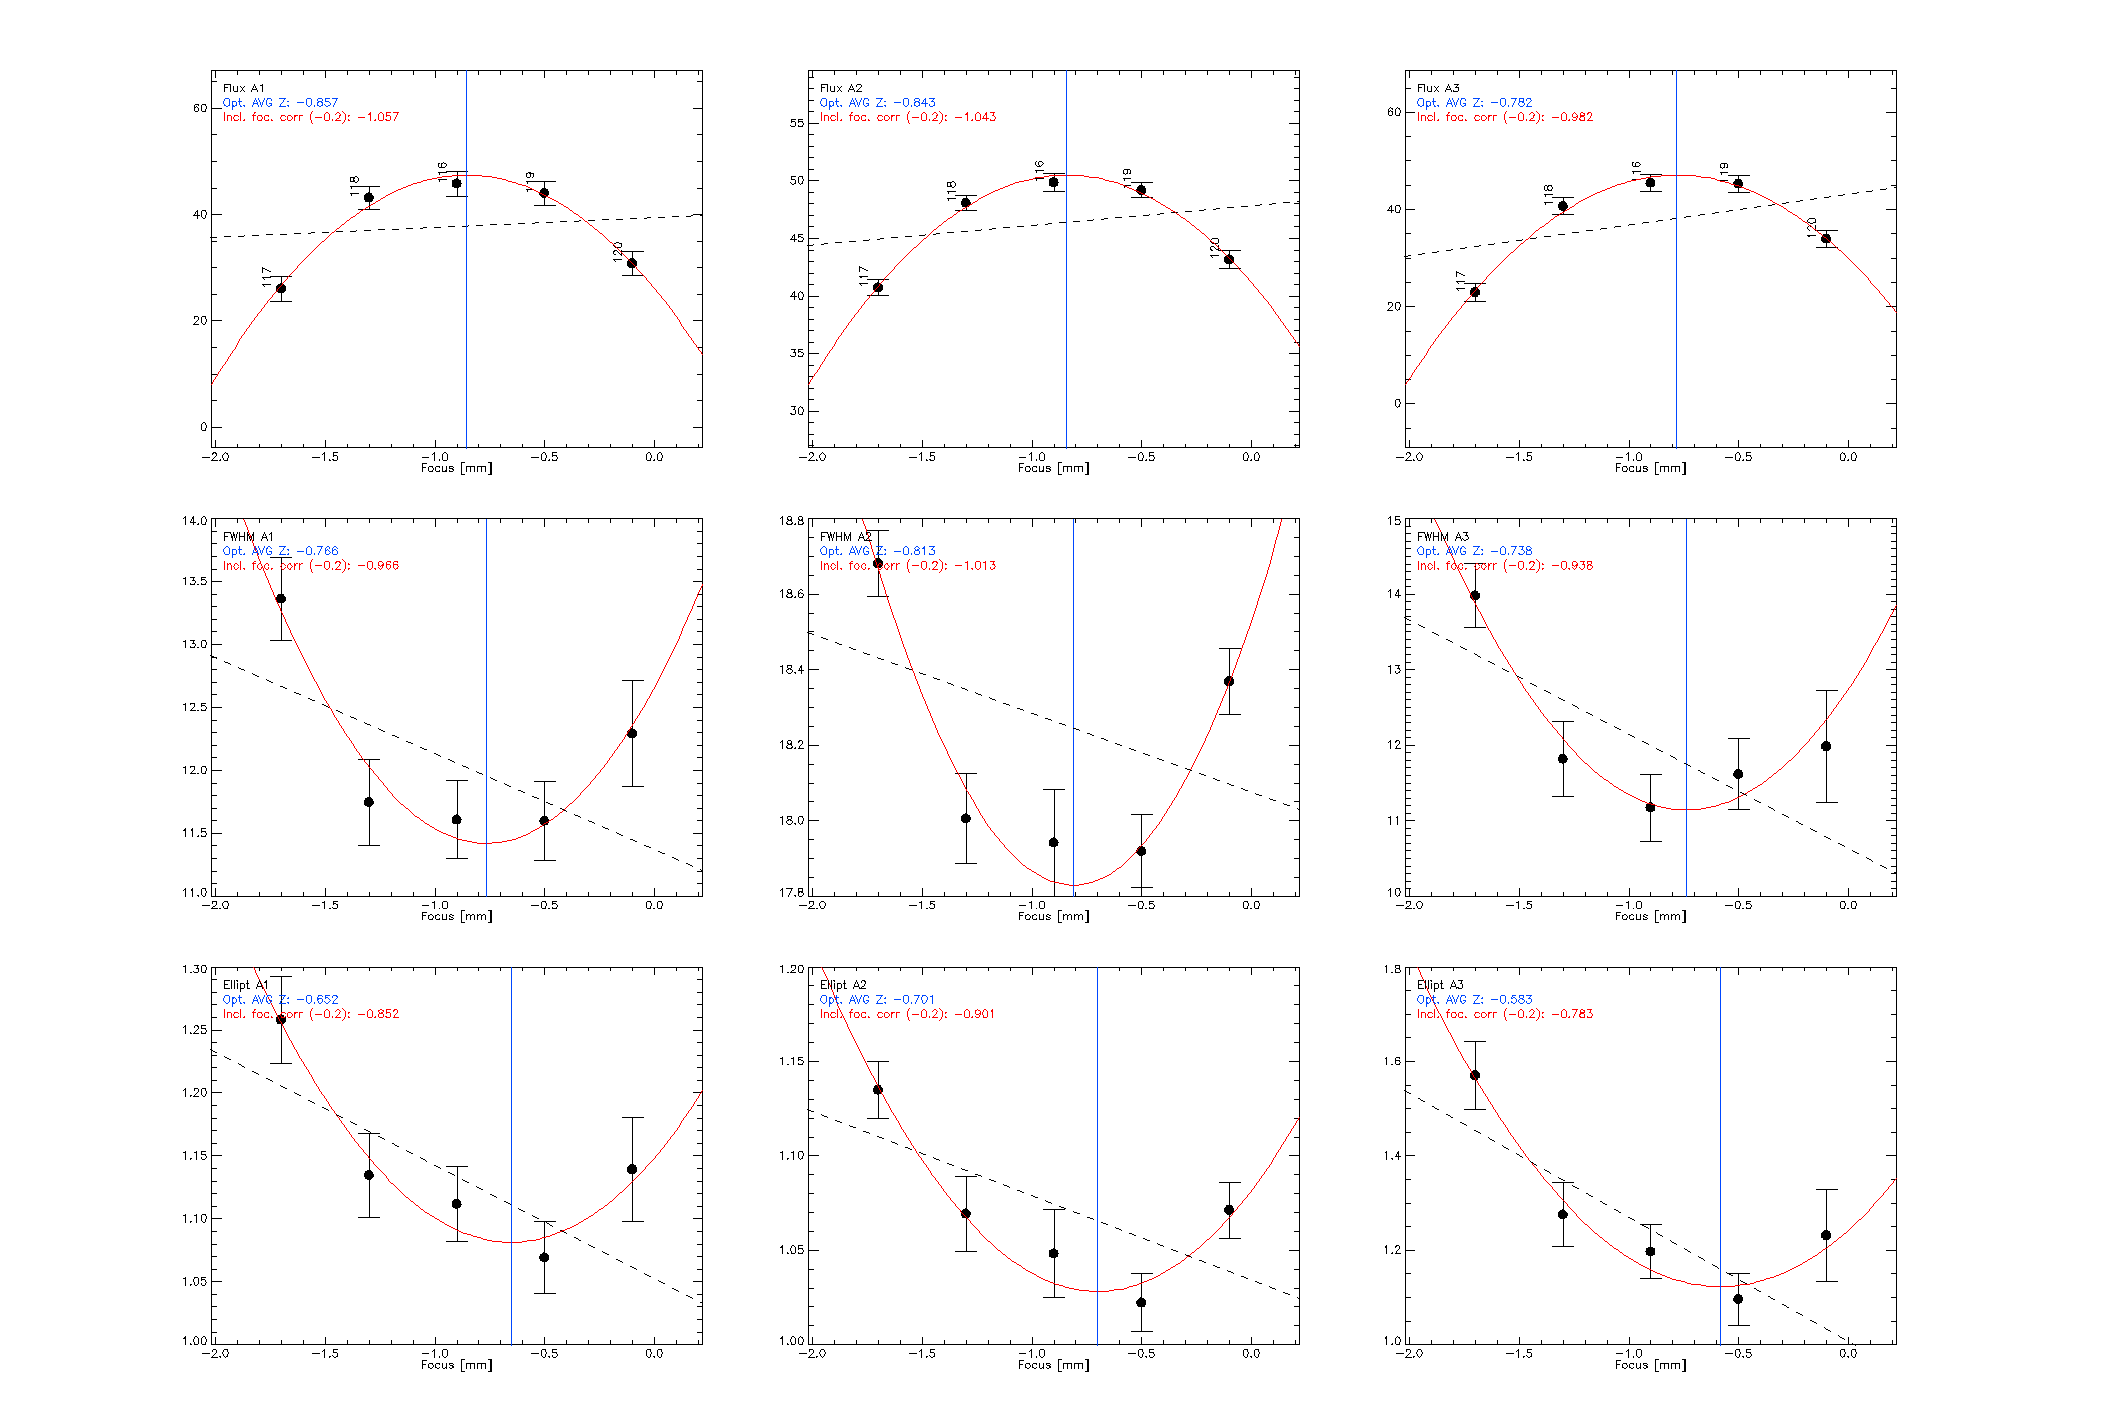 Flux A1
Opt. AVG Z: -0.857
Incl. foc. corr (-0.2): -1.057
60
40
20
0
117
118
116
119
120
-2.0 -1.5 -1.0 -0.5 0.0
Focus [mm]
Flux A2
Opt. AVG Z: -0.843
Incl. foc. corr (-0.2): -1.043
55
50
45
40
35
30
117
118
116
119
120
-2.0 -1.5 -1.0 -0.5 0.0
Focus [mm]
Flux A3
Opt. AVG Z: -0.782
Incl. foc. corr (-0.2): -0.982
60
40
20
0
117
118
116
119
120
-2.0 -1.5 -1.0 -0.5 0.0
Focus [mm]
FWHM A1
Opt. AVG Z: -0.766
Incl. foc. corr (-0.2): -0.966
14.0
13.5
13.0
12.5
12.0
11.5
11.0
-2.0 -1.5 -1.0 -0.5 0.0
Focus [mm]
FWHM A2
Opt. AVG Z: -0.813
Incl. foc. corr (-0.2): -1.013
18.8
18.6
18.4
18.2
18.0
17.8
-2.0 -1.5 -1.0 -0.5 0.0
Focus [mm]
FWHM A3
Opt. AVG Z: -0.738
Incl. foc. corr (-0.2): -0.938
15
14
13
12
11
10
-2.0 -1.5 -1.0 -0.5 0.0
Focus [mm]
Ellipt A1
Opt. AVG Z: -0.652
Incl. foc. corr (-0.2): -0.852
1.30
1.25
1.20
1.15
1.10
1.05
1.00
-2.0 -1.5 -1.0 -0.5 0.0
Focus [mm]
Ellipt A2
Opt. AVG Z: -0.701
Incl. foc. corr (-0.2): -0.901
1.20
1.15
1.10
1.05
1.00
-2.0 -1.5 -1.0 -0.5 0.0
Focus [mm]
Ellipt A3
Opt. AVG Z: -0.583
Incl. foc. corr (-0.2): -0.783
1.8
1.6
1.4
1.2
1.0
-2.0 -1.5 -1.0 -0.5 0.0
Focus [mm]